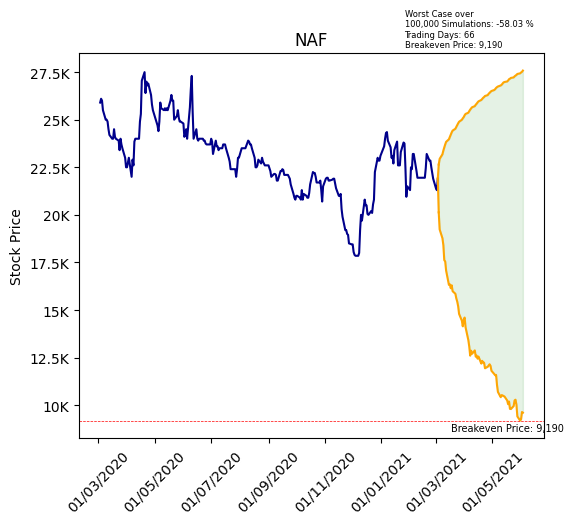 Worst Case over
100,000 Simulations: -58.03 %
Trading Days: 66
Breakeven Price: 9,190
NAF
Stock Price
27.5K
25K
22.5K
20K
17.5K
15K
12.5K
10K
Breakeven Price: 9,190
01/03/2020
01/05/2020
01/07/2020
01/09/2020
01/11/2020
01/01/2021
01/03/2021
01/05/2021